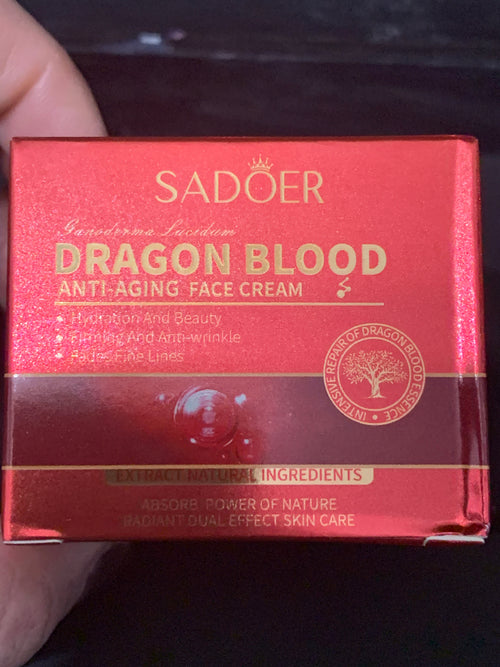 SADOER
Ganoderma Lucidum
DRAGON BLOOD
ANTI-AGING FACE CREAM
• Hydration And Beauty
• Firming And Anti-wrinkle
• Fades Fine Lines
INTENSIVE REPAIR OF DRAGON BLOOD ESSENCE •
EXTRACT NATURAL INGREDIENTS
ABSORB POWER OF NATURE
RADIANT DUAL EFFECT SKIN CARE